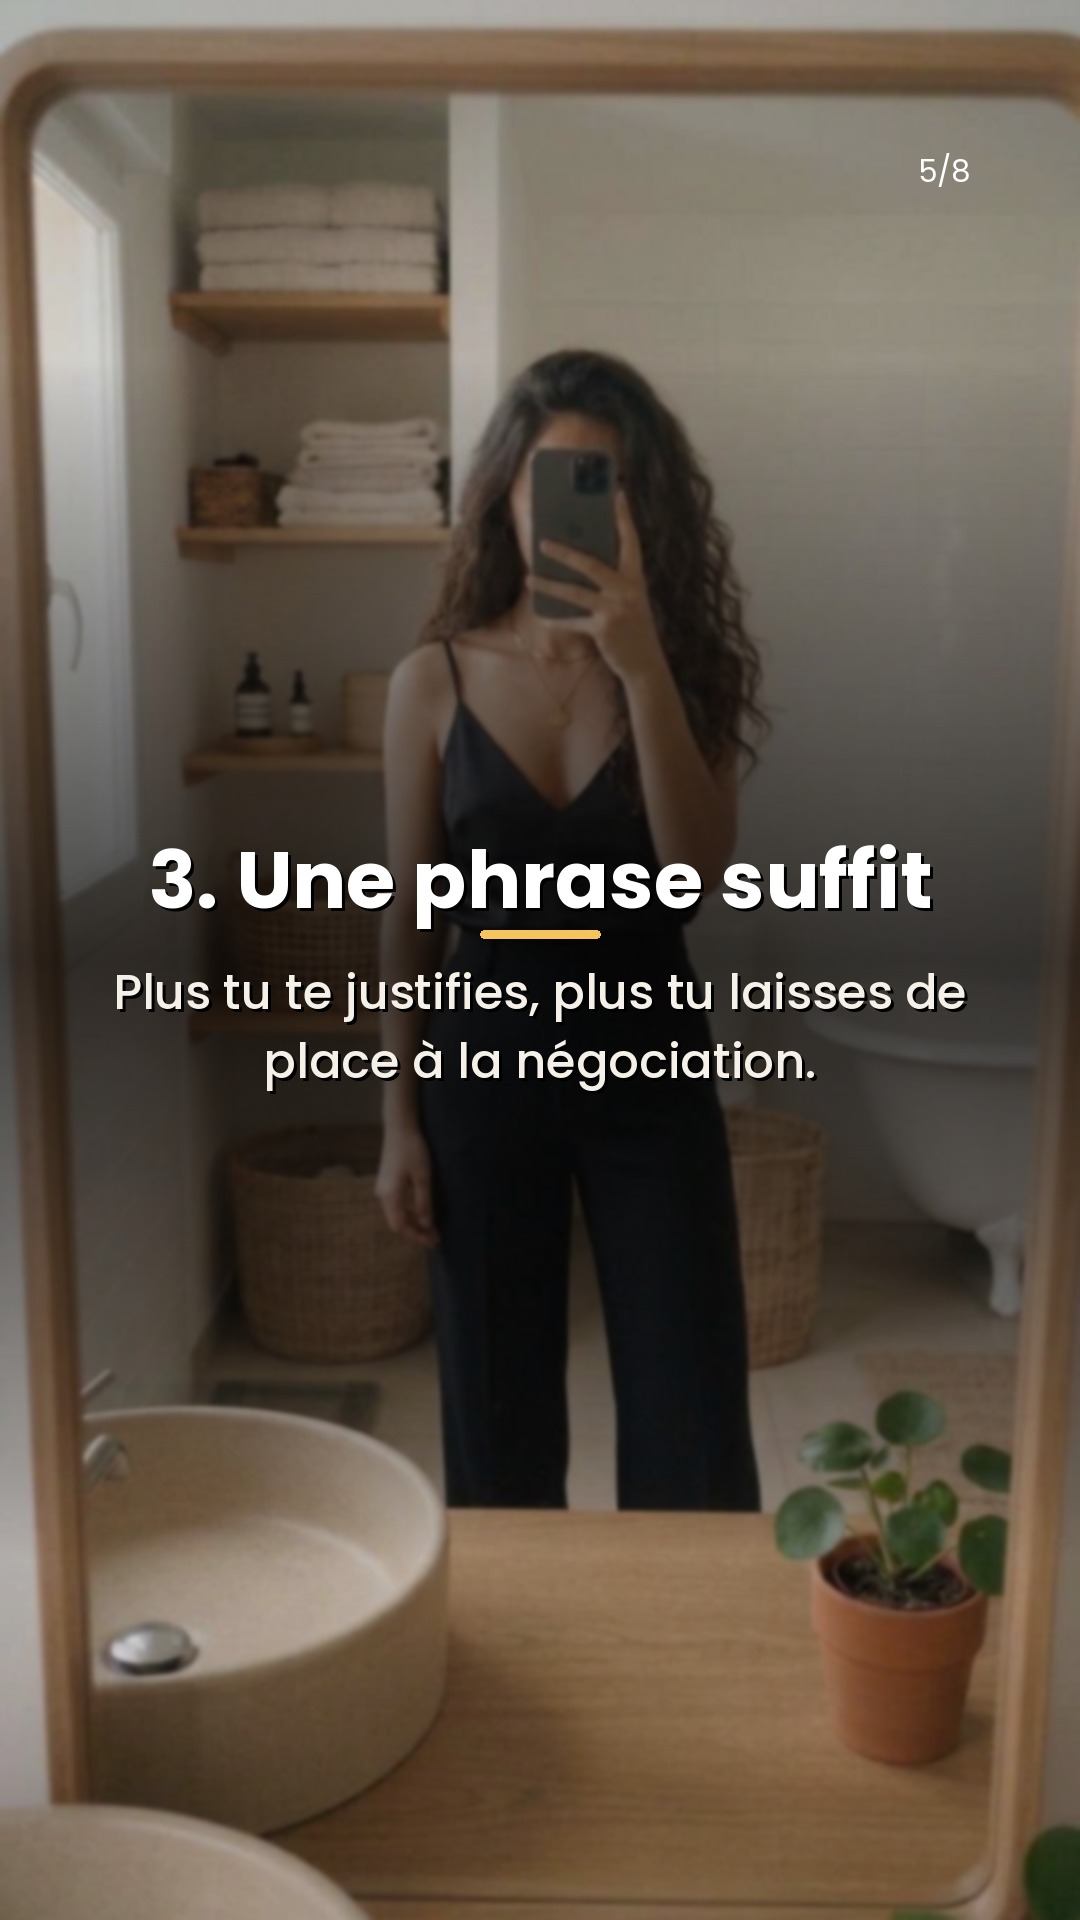 5/8
3. Une phrase suffit
Plus tu te justifies, plus tu laisses de
place à la négociation.